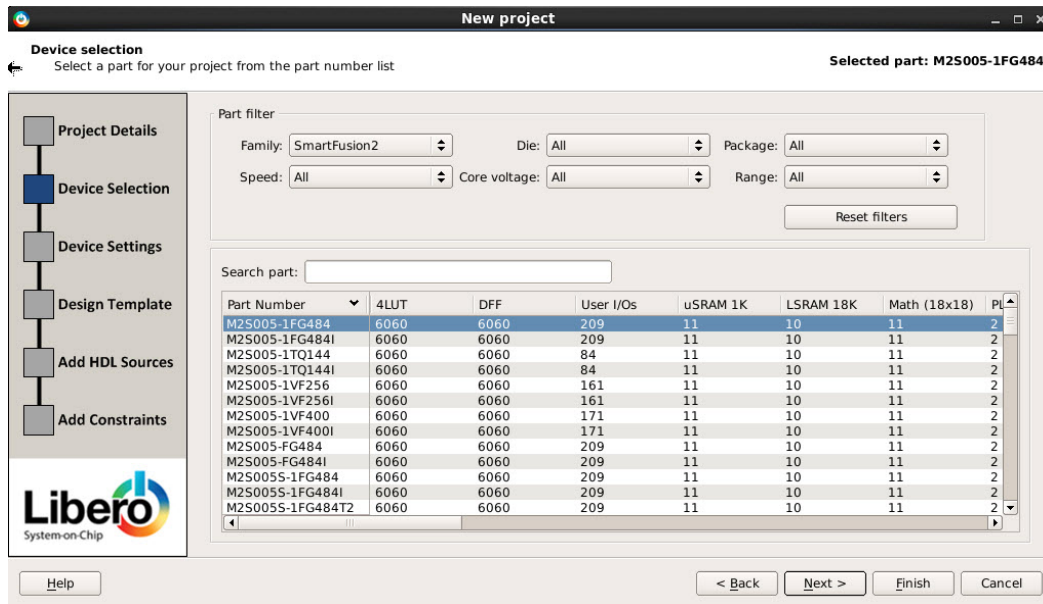 New project
Device selection
Select a part for your project from the part number list
Selected part: M2S005-1FG484
Project Details
Device Selection
Device Settings
Design Template
Add HDL Sources
Add Constraints
Libero
System-on-Chip
Part filter
Family: SmartFusion2 Die: All Package: All
Speed: All Core voltage: All Range: All
Reset filters
Search part:
Part Number 4LUT DFF User I/Os uSRAM 1K LSRAM 18K Math (18x18) PL
M2S005-1FG484 6060 6060 209 11 10 11 2
M2S005-1FG484I 6060 6060 209 11 10 11 2
M2S005-1TQ144 6060 6060 84 11 10 11 2
M2S005-1TQ144I 6060 6060 84 11 10 11 2
M2S005-1VF256 6060 6060 161 11 10 11 2
M2S005-1VF256I 6060 6060 161 11 10 11 2
M2S005-1VF400 6060 6060 171 11 10 11 2
M2S005-1VF400I 6060 6060 171 11 10 11 2
M2S005-FG484 6060 6060 209 11 10 11 2
M2S005-FG484I 6060 6060 209 11 10 11 2
M2S005S-1FG484 6060 6060 209 11 10 11 2
M2S005S-1FG484I 6060 6060 209 11 10 11 2
M2S005S-1FG484T2 6060 6060 209 11 10 11 2
Help
< Back Next > Finish Cancel